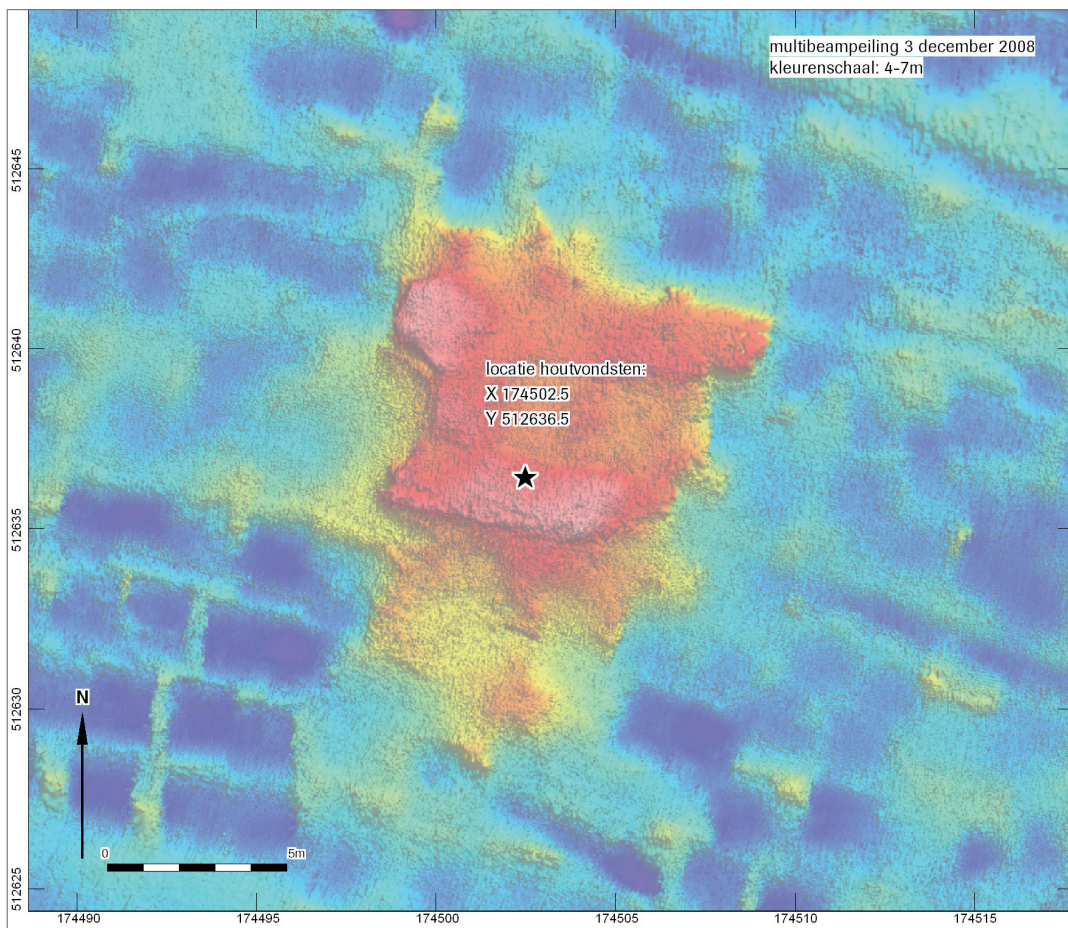 multibeampeiling 3 december 2008
kleurenschaal: 4-7m
512645
512640
locatie houtvondsten:
X 174502.5
Y 512636.5
512635
512630
N
0 5m
512625
174490 174495 174500 174505 174510 174515